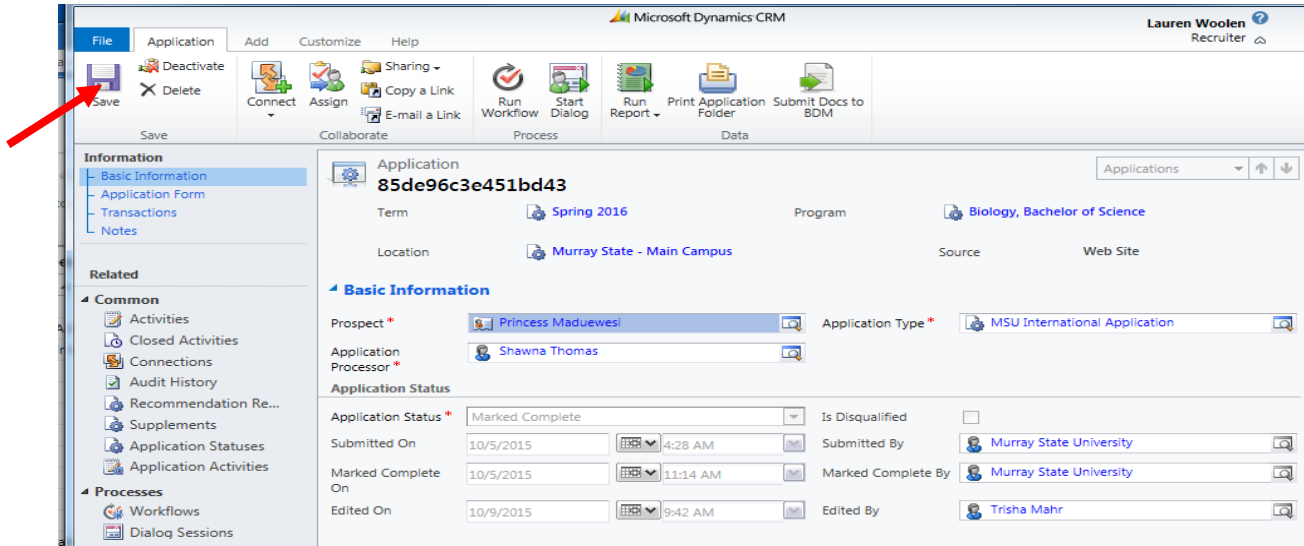 Microsoft Dynamics CRM
Lauren Woolen
Recruiter
File Application Add Customize Help
Save
Deactivate
Delete
Save
Connect
Assign
Sharing
Copy a Link
E-mail a Link
Collaborate
Run Workflow
Start Dialog
Process
Run Report
Print Application Folder
Submit Docs to BDM
Data
Information
Basic Information
Application Form
Transactions
Notes
Related
Common
Activities
Closed Activities
Connections
Audit History
Recommendation Re...
Supplements
Application Statuses
Application Activities
Processes
Workflows
Dialog Sessions
Application
85de96c3e451bd43
Applications
Term Spring 2016 Program Biology, Bachelor of Science
Location Murray State - Main Campus Source Web Site
Basic Information
Prospect * Princess Maduewesi Application Type * MSU International Application
Application Processor * Shawna Thomas
Application Status
Application Status * Marked Complete Is Disqualified
Submitted On 10/5/2015 4:28 AM Submitted By Murray State University
Marked Complete On 10/5/2015 11:14 AM Marked Complete By Murray State University
Edited On 10/9/2015 9:42 AM Edited By Trisha Mahr